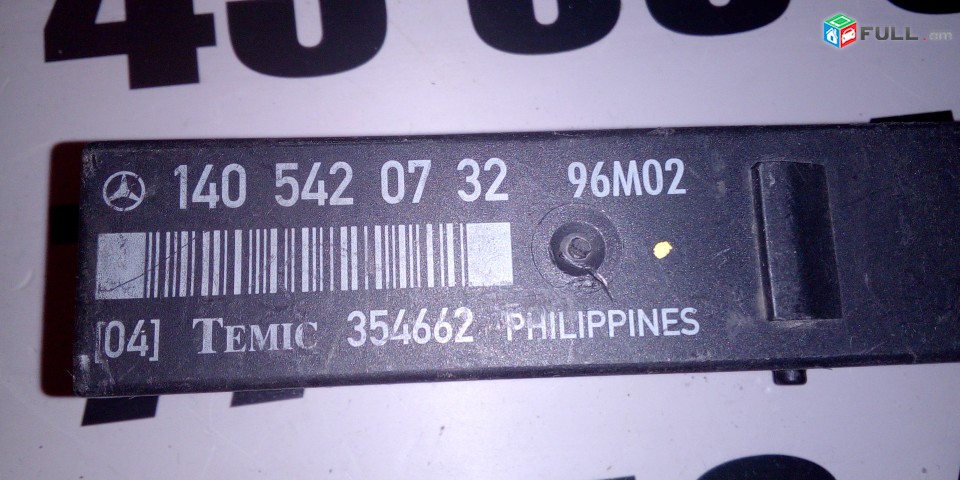 FULL.am
140 542 07 32 96M02
[04] TEMIC 354662 PHILIPPINES